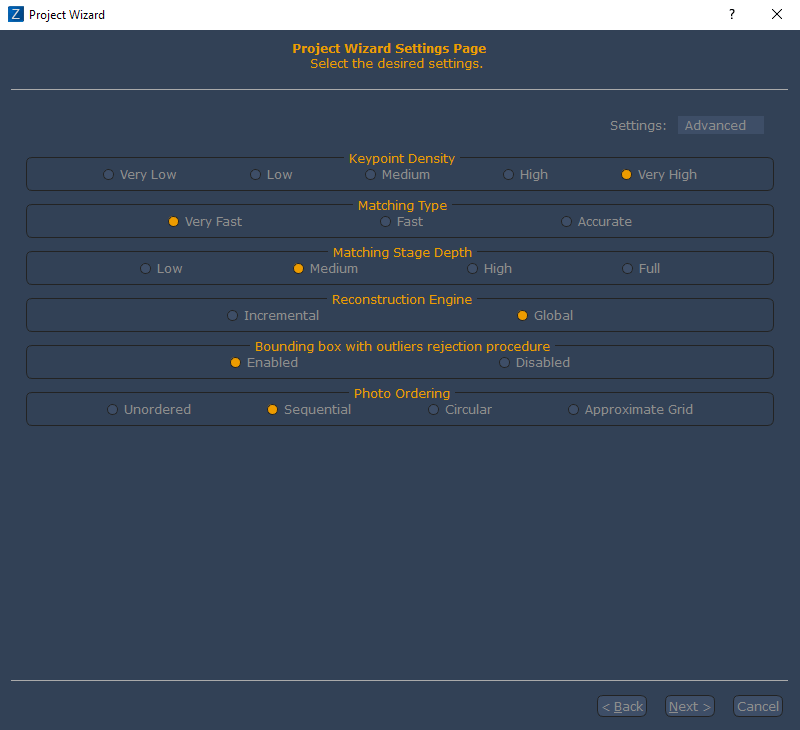 Z Project Wizard ?
Project Wizard Settings Page
Select the desired settings.
Settings: Advanced
Keypoint Density
Very Low Low Medium High Very High
Matching Type
Very Fast Fast Accurate
Matching Stage Depth
Low Medium High Full
Reconstruction Engine
Incremental Global
Bounding box with outliers rejection procedure
Enabled Disabled
Photo Ordering
Unordered Sequential Circular Approximate Grid
< Back Next > Cancel